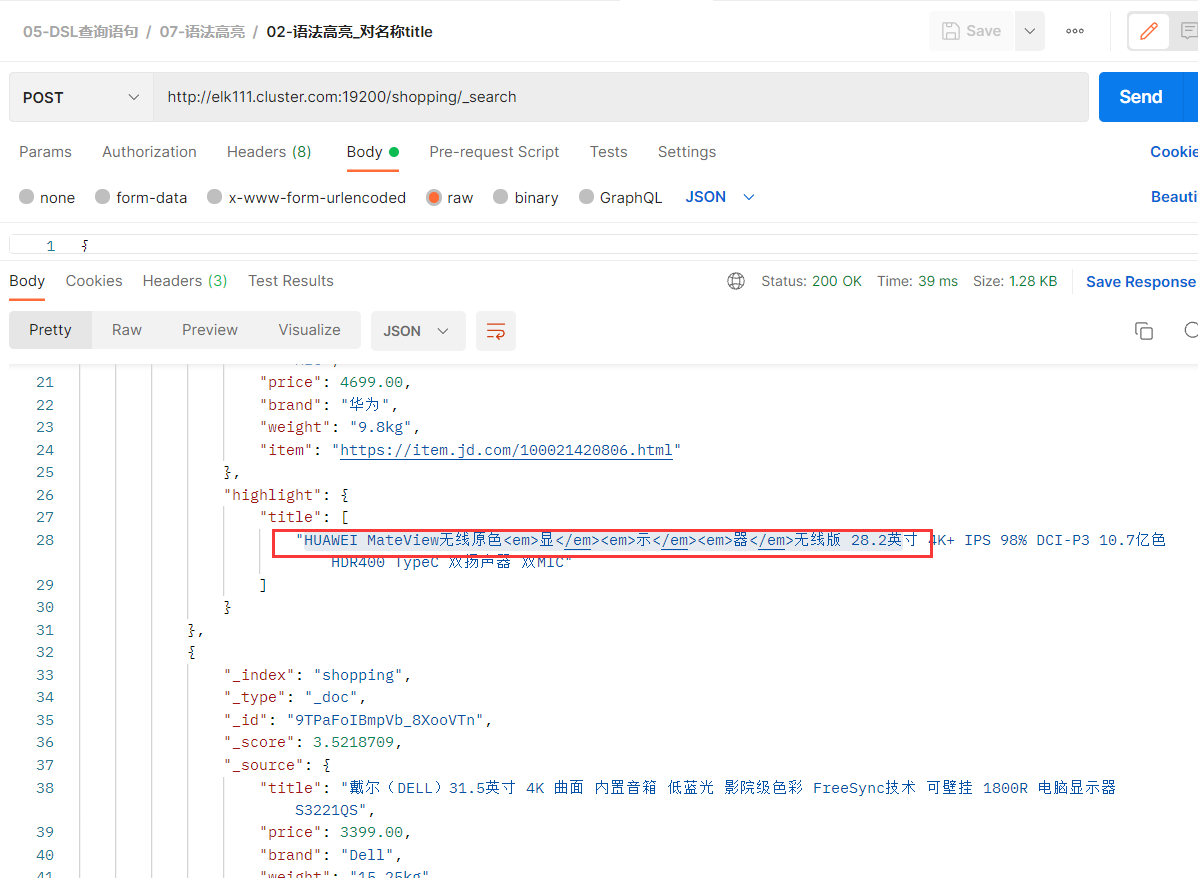 05-DSL查询语句 / 07-语法高亮 / 02-语法高亮_对名称title Save
POST http://elk111.cluster.com:19200/shopping/_search Send
Params Authorization Headers (8) Body Pre-request Script Tests Settings Cookie
none form-data x-www-form-urlencoded raw binary GraphQL JSON Beauti
1 {
Body Cookies Headers (3) Test Results Status: 200 OK Time: 39 ms Size: 1.28 KB Save Response
Pretty Raw Preview Visualize JSON
21 "price": 4699.00,
22 "brand": "华为",
23 "weight": "9.8kg",
24 "item": "https://item.jd.com/100021420806.html"
25 },
26 "highlight": {
27 "title": [
28 "HUAWEI MateView无线原色<em>显</em><em>示</em><em>器</em>无线版 28.2英寸 4K+ IPS 98% DCI-P3 10.7亿色
HDR400 TypeC 双扬声器 双MIC"
29 ]
30 }
31 },
32 {
33 "_index": "shopping",
34 "_type": "_doc",
35 "_id": "9TPaFoIBmpVb_8XooVTn",
36 "_score": 3.5218709,
37 "_source": {
38 "title": "戴尔（DELL）31.5英寸 4K 曲面 内置音箱 低蓝光 影院级色彩 FreeSync技术 可壁挂 1800R 电脑显示器
S3221QS",
39 "price": 3399.00,
40 "brand": "Dell",
41 "weight": "15.25kg"